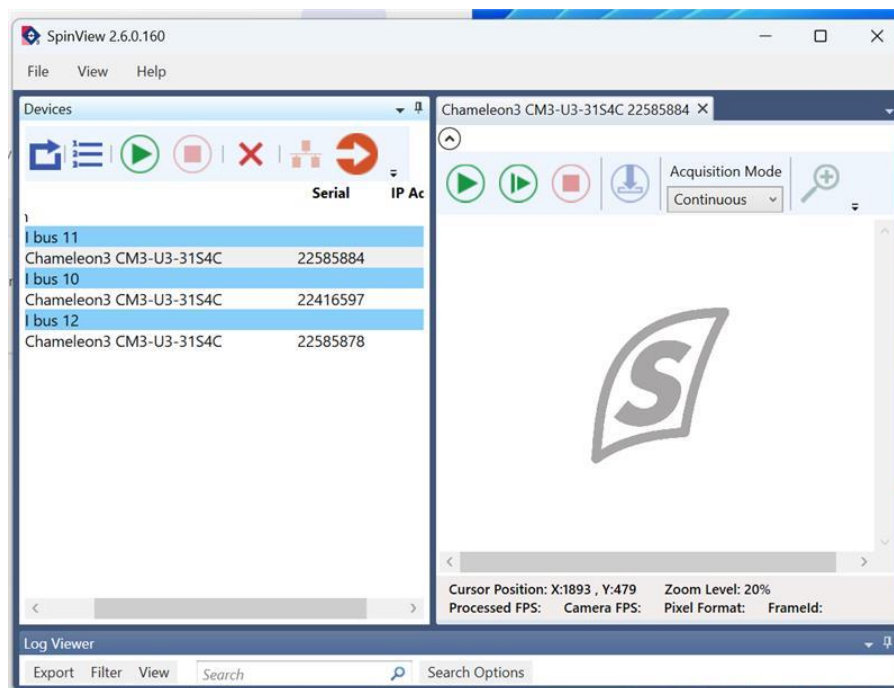 SpinView 2.6.0.160
File View Help
Devices
Serial IP Ac
I bus 11
Chameleon3 CM3-U3-31S4C 22585884
I bus 10
Chameleon3 CM3-U3-31S4C 22416597
I bus 12
Chameleon3 CM3-U3-31S4C 22585878
Chameleon3 CM3-U3-31S4C 22585884
Acquisition Mode
Continuous
S
Cursor Position: X:1893 , Y:479 Zoom Level: 20%
Processed FPS: Camera FPS: Pixel Format: FrameId:
Log Viewer
Export Filter View Search Search Options